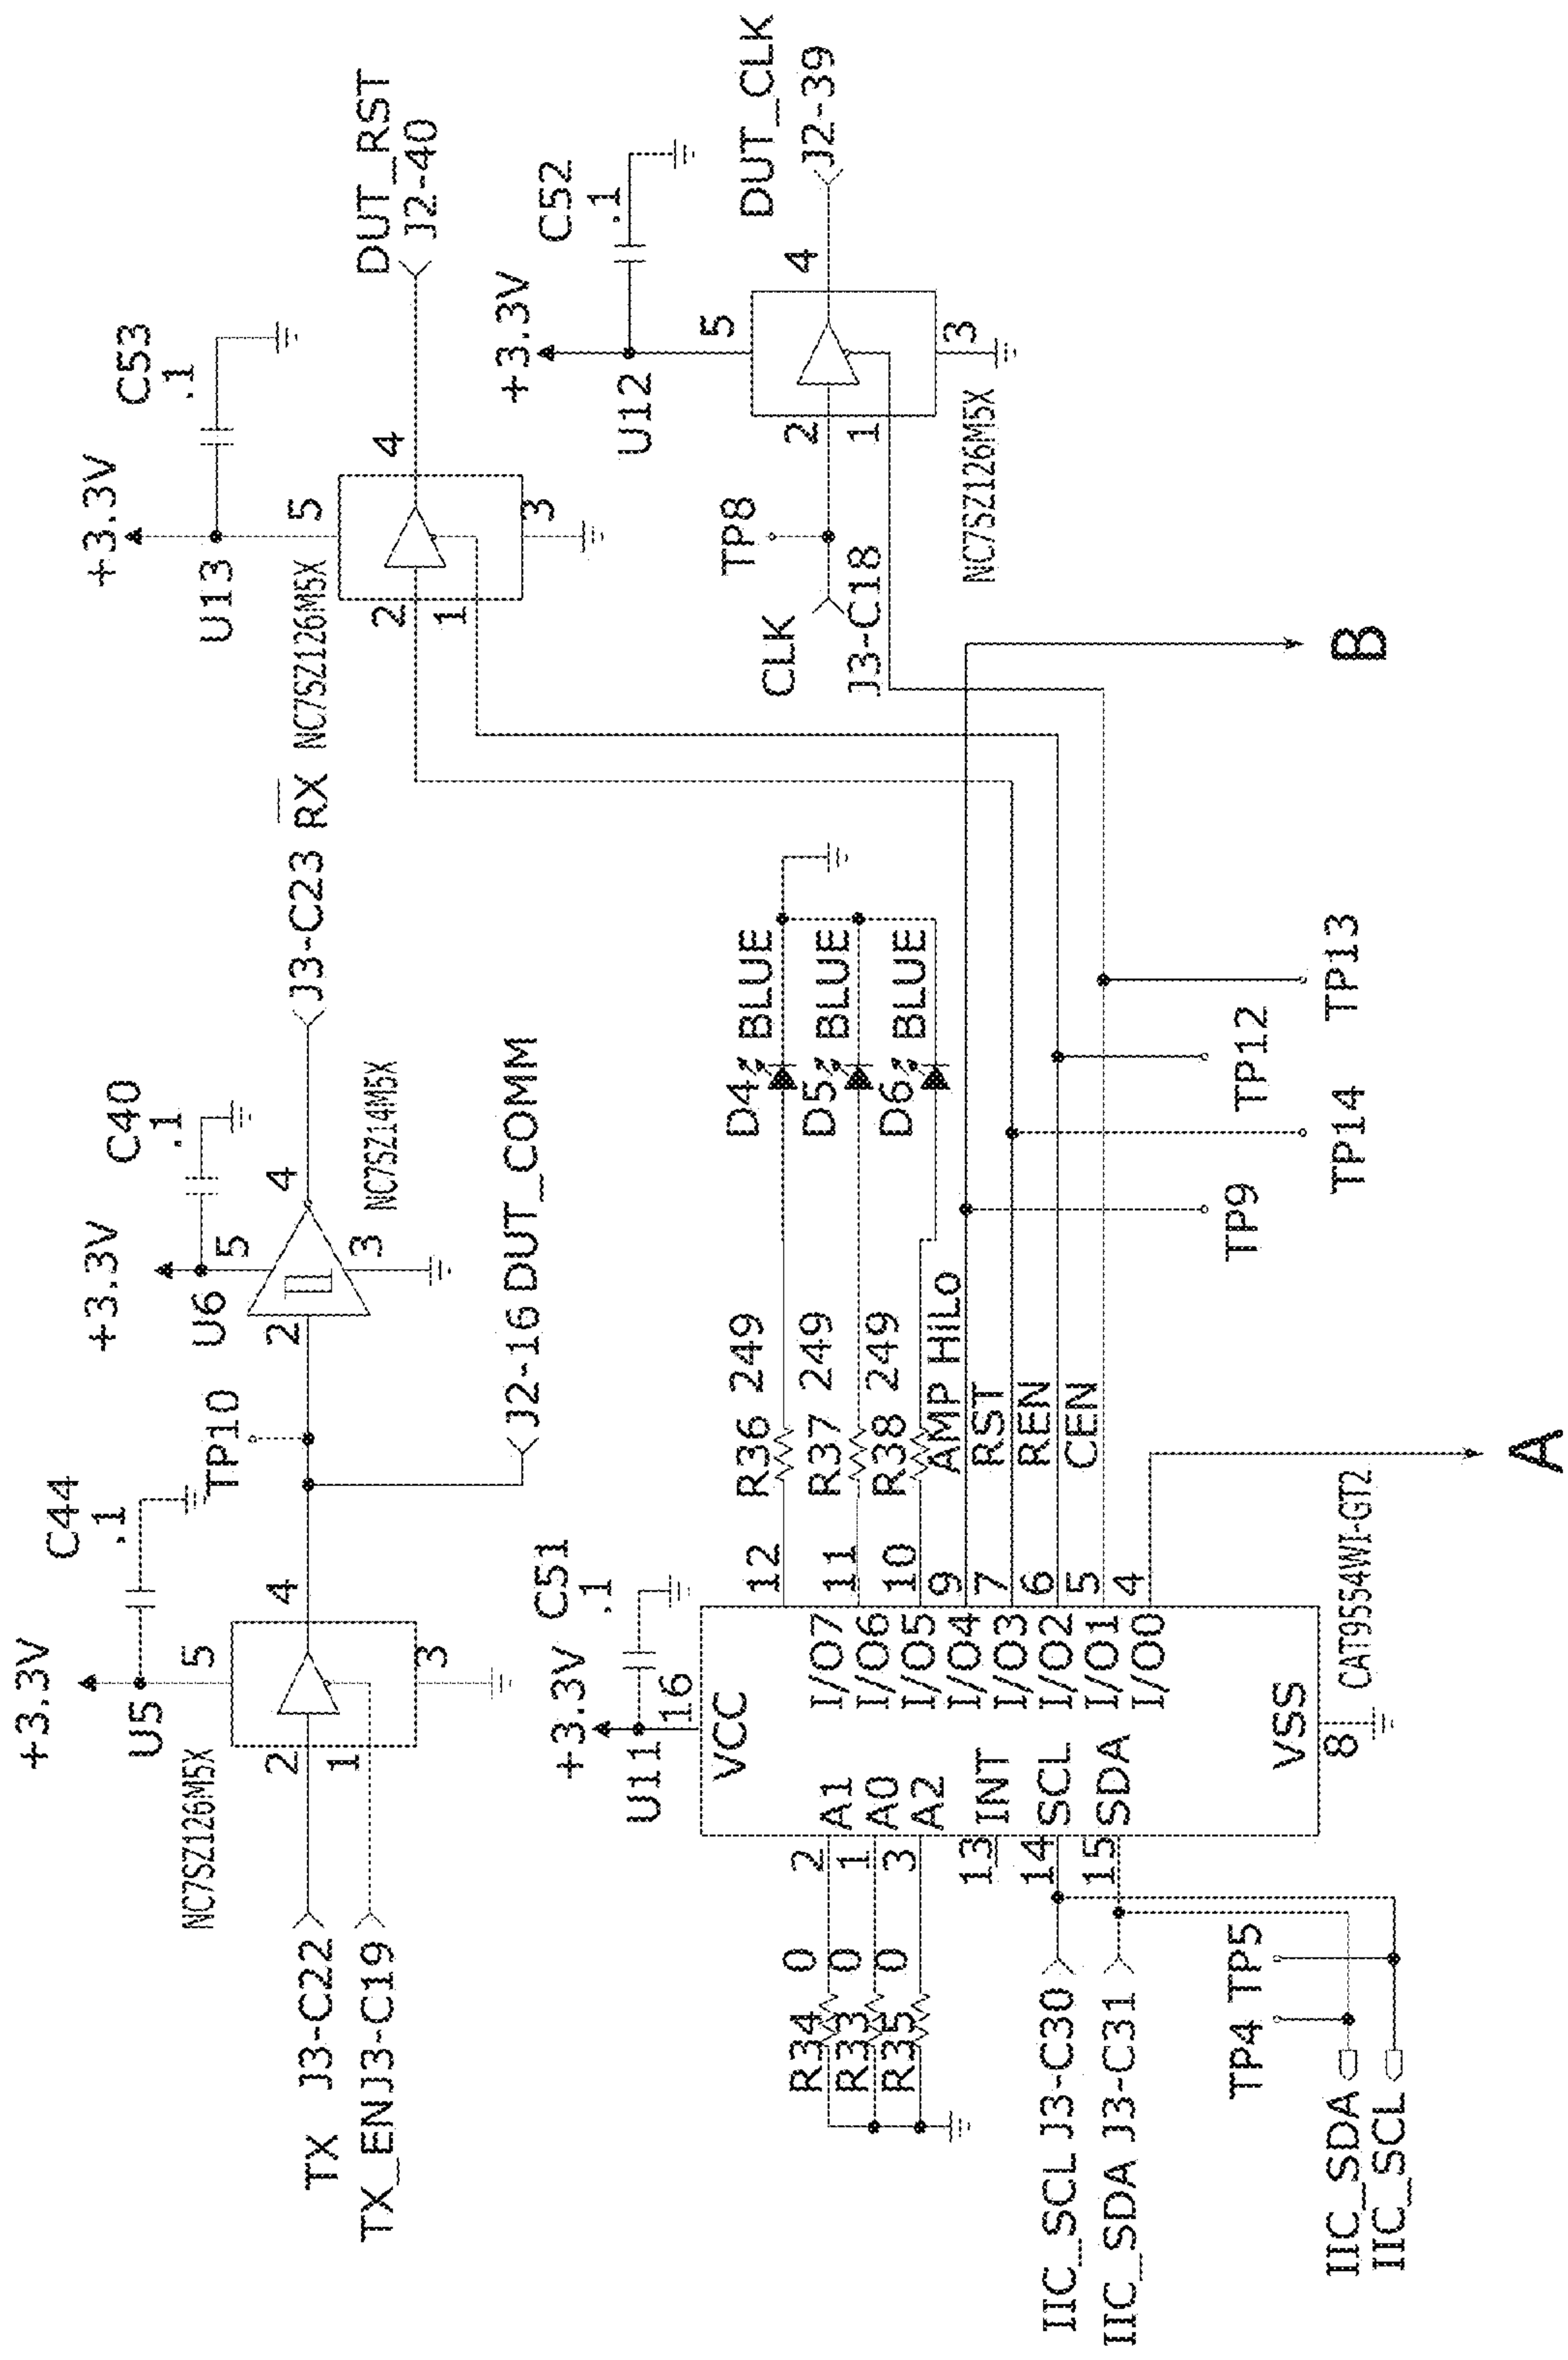 +3.3V
C44
.1
U5
5
NC7SZ126M5X
TX J3-C22
2
4
TX_EN J3-C19
1
3
TP10
+3.3V
C40
.1
U6
5
2
4
3
NC7SZ14M5X
J3-C23 RX
J2-16 DUT_COMM
+3.3V
C53
.1
U13
5
NC7SZ126M5X
2
4
1
3
DUT_RST
J2-40
+3.3V
C52
.1
U12
5
TP8
CLK
J3-C18
2
4
1
3
NC7SZ126M5X
DUT_CLK
J2-39
+3.3V
C51
.1
U11
16
VCC
R34
0
2
A1
R33
0
1
A0
R35
0
3
A2
13
INT
IIC_SCL J3-C30
14
SCL
IIC_SDA J3-C31
15
SDA
I/O7
12
R36 249
D4
BLUE
I/O6
11
R37 249
D5
BLUE
I/O5
10
R38 249
D6
BLUE
I/O4
9
AMP HiLo
I/O3
7
RST
I/O2
6
REN
I/O1
5
CEN
I/O0
4
VSS
8
CAT9554WI-GT2
TP4
TP5
IIC_SDA
IIC_SCL
TP9
TP14
TP12
TP13
A
B